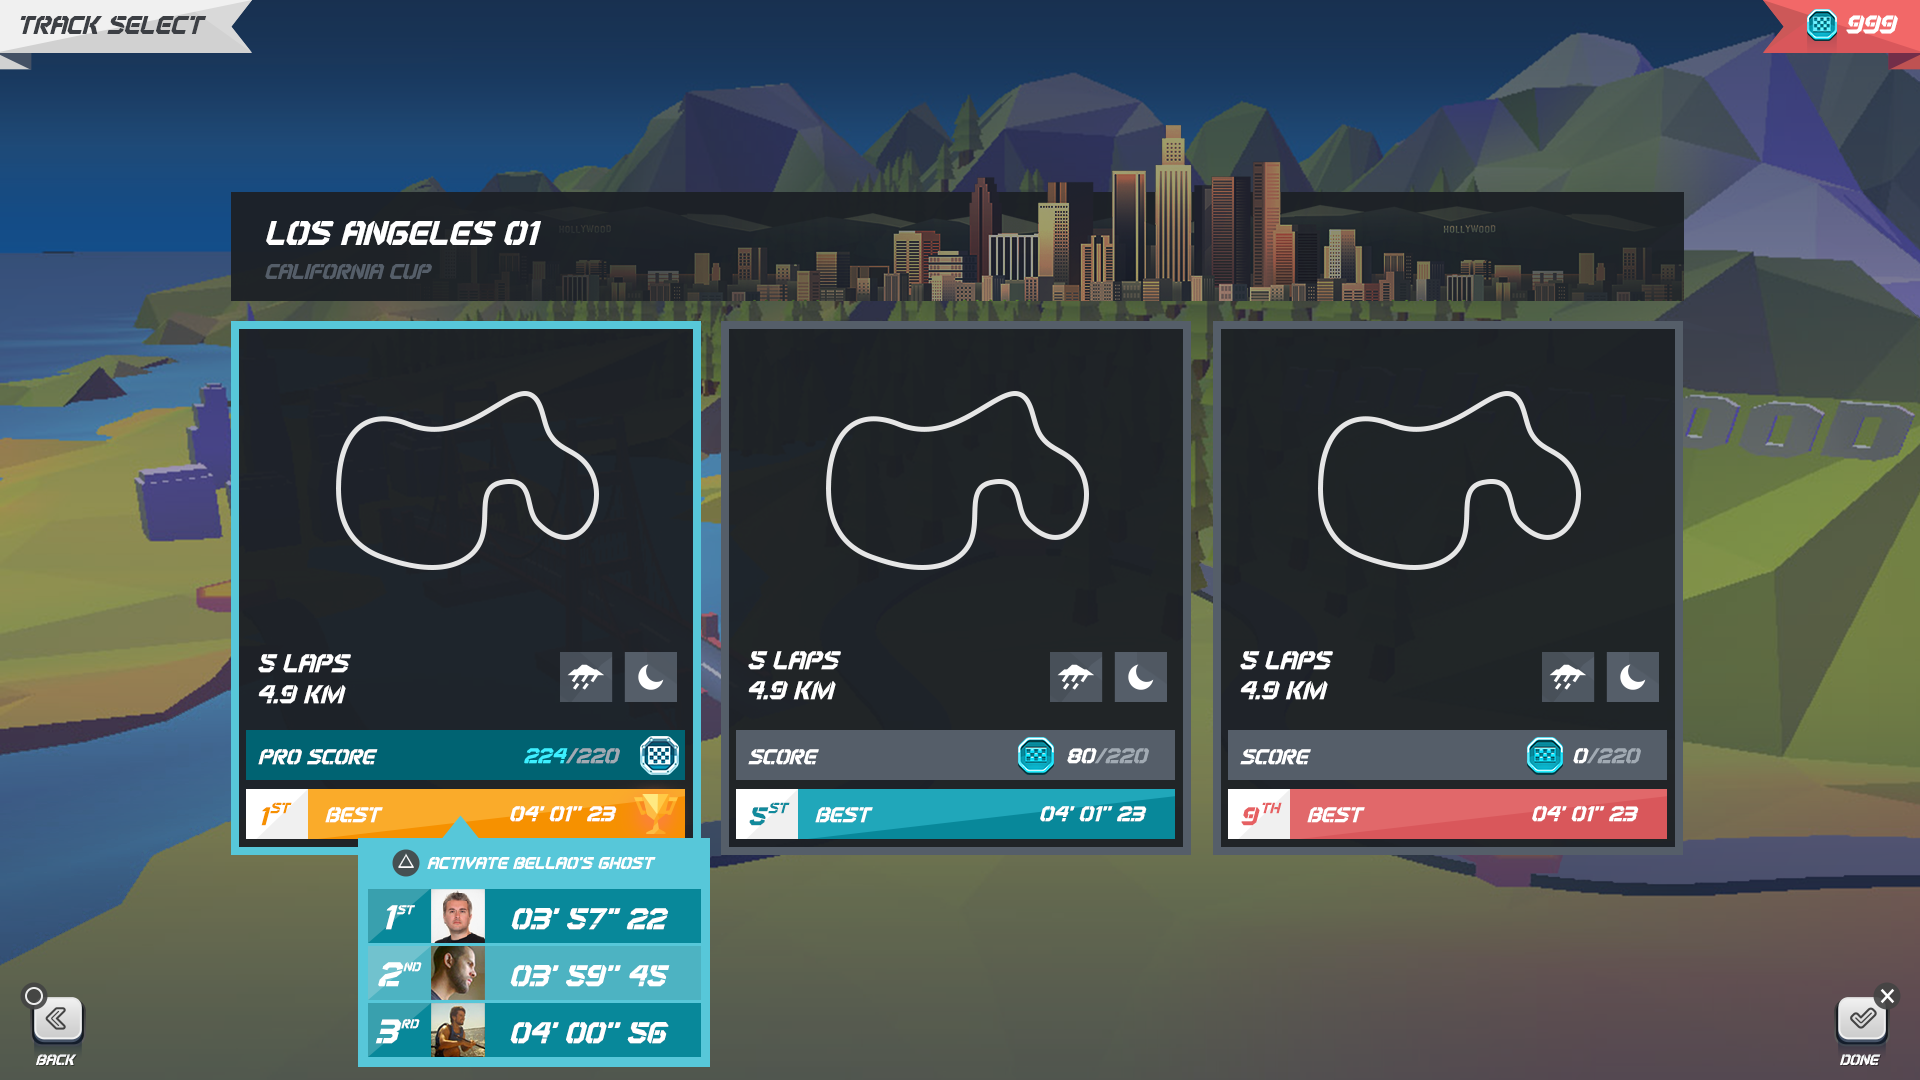 TRACK SELECT
999
LOS ANGELES 01
CALIFORNIA CUP
HOLLYWOOD
HOLLYWOOD
OOD
5 LAPS
4.9 KM
PRO SCORE 224/220
1ST BEST 04' 01" 23
5 LAPS
4.9 KM
SCORE 80/220
5ST BEST 04' 01" 23
5 LAPS
4.9 KM
SCORE 0/220
9TH BEST 04' 01" 23
ACTIVATE BELLAO'S GHOST
1ST 03' 57" 22
2ND 03' 59" 45
3RD 04' 00" 56
BACK
DONE